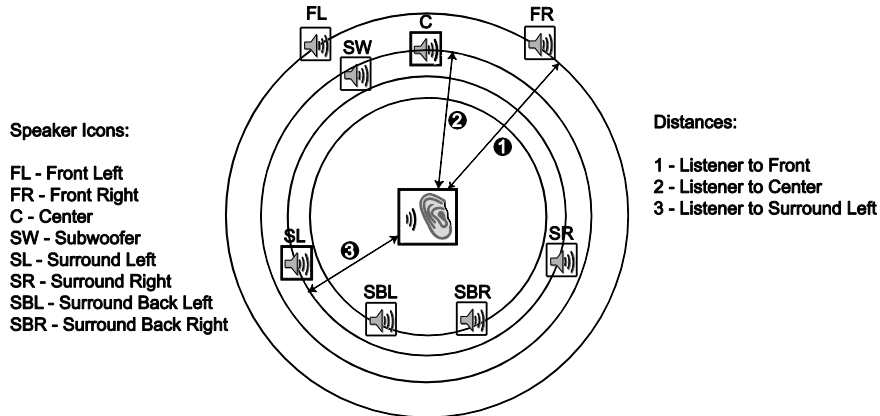 FL
FR
C
SW
Speaker Icons:
FL - Front Left
FR - Front Right
C - Center
SW - Subwoofer
SL - Surround Left
SR - Surround Right
SBL - Surround Back Left
SBR - Surround Back Right
2
1
3
SL
SR
SBL
SBR
Distances:
1 - Listener to Front
2 - Listener to Center
3 - Listener to Surround Left